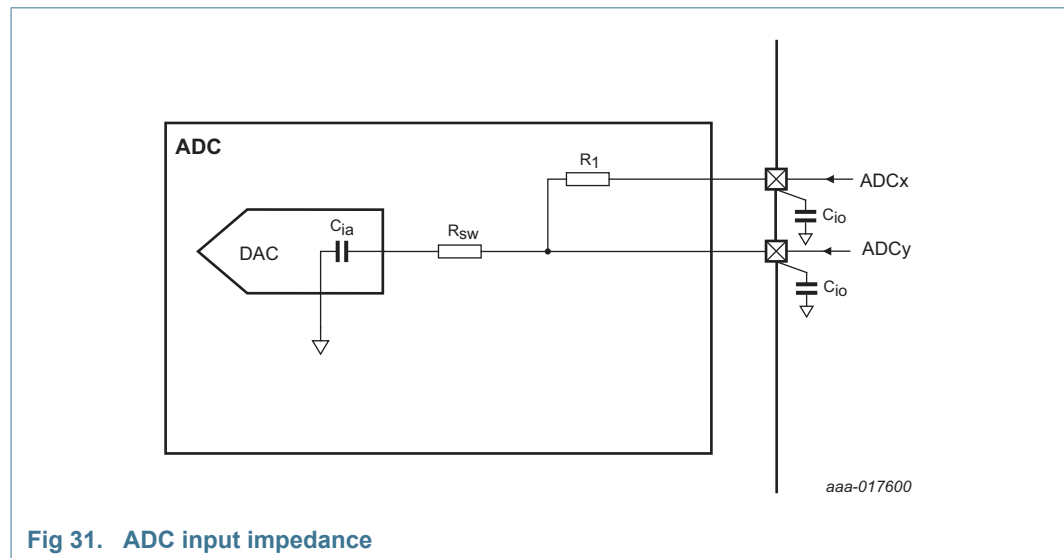 ADC
R1
ADCx
Cio
Cia
Rsw
DAC
ADCy
Cio
aaa-017600
Fig 31. ADC input impedance